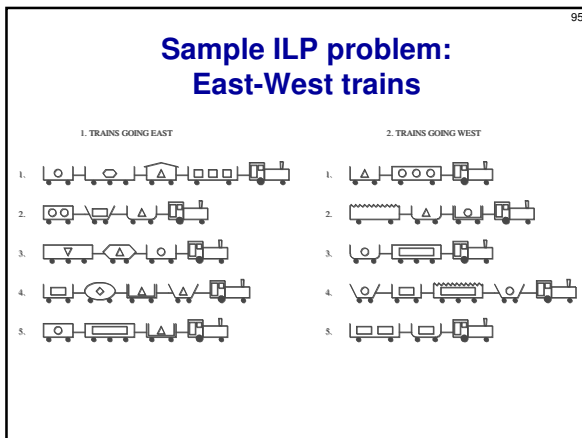 95
Sample ILP problem:
East-West trains
1. TRAINS GOING EAST
1.
2.
3.
4.
5.
2. TRAINS GOING WEST
1.
2.
3.
4.
5.